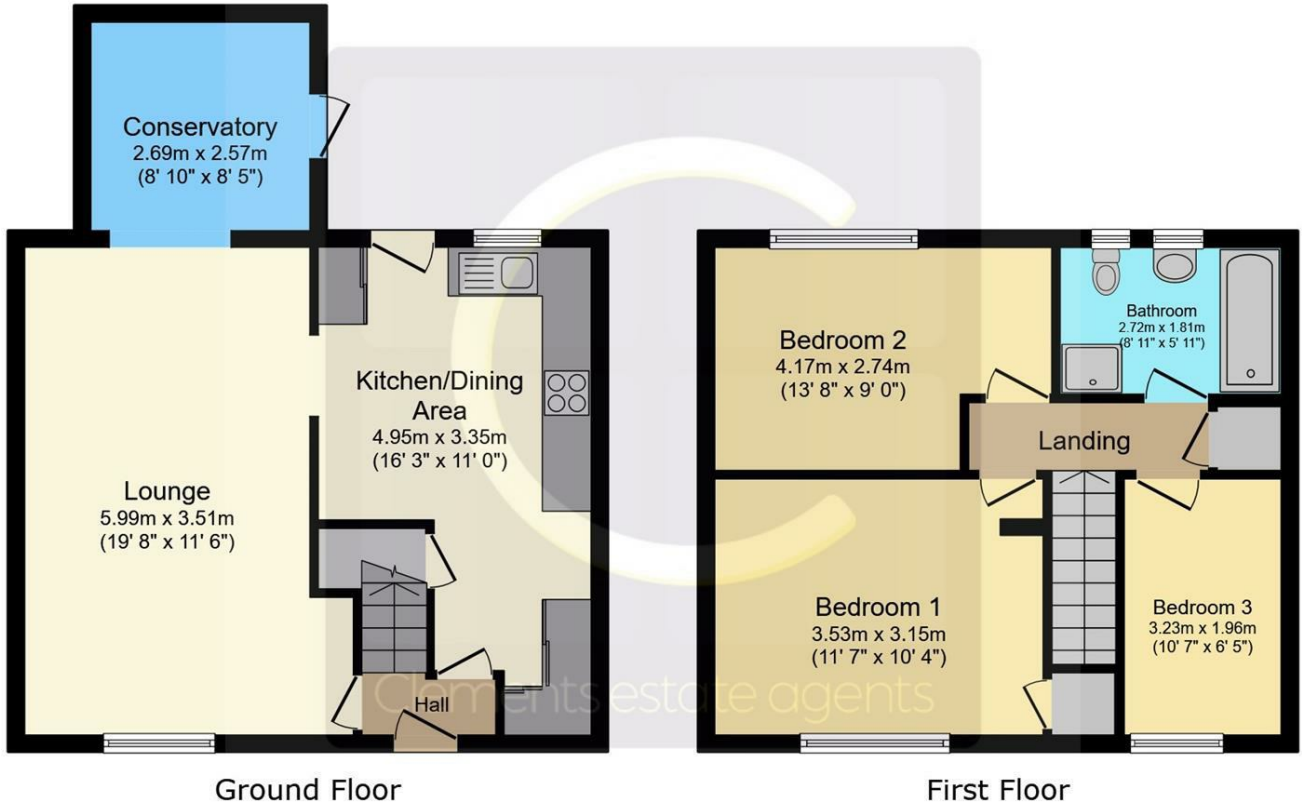 Conservatory
2.69m x 2.57m
(8' 10" x 8' 5")
Kitchen/Dining
Area
4.95m x 3.35m
(16' 3" x 11' 0")
Lounge
5.99m x 3.51m
(19' 8" x 11' 6")
Hall
Ground Floor
Bedroom 2
4.17m x 2.74m
(13' 8" x 9' 0")
Bathroom
2.72m x 1.81m
(8' 11" x 5' 11")
Landing
Bedroom 1
3.53m x 3.15m
(11' 7" x 10' 4")
Bedroom 3
3.23m x 1.96m
(10' 7" x 6' 5")
First Floor
Clements estate agents